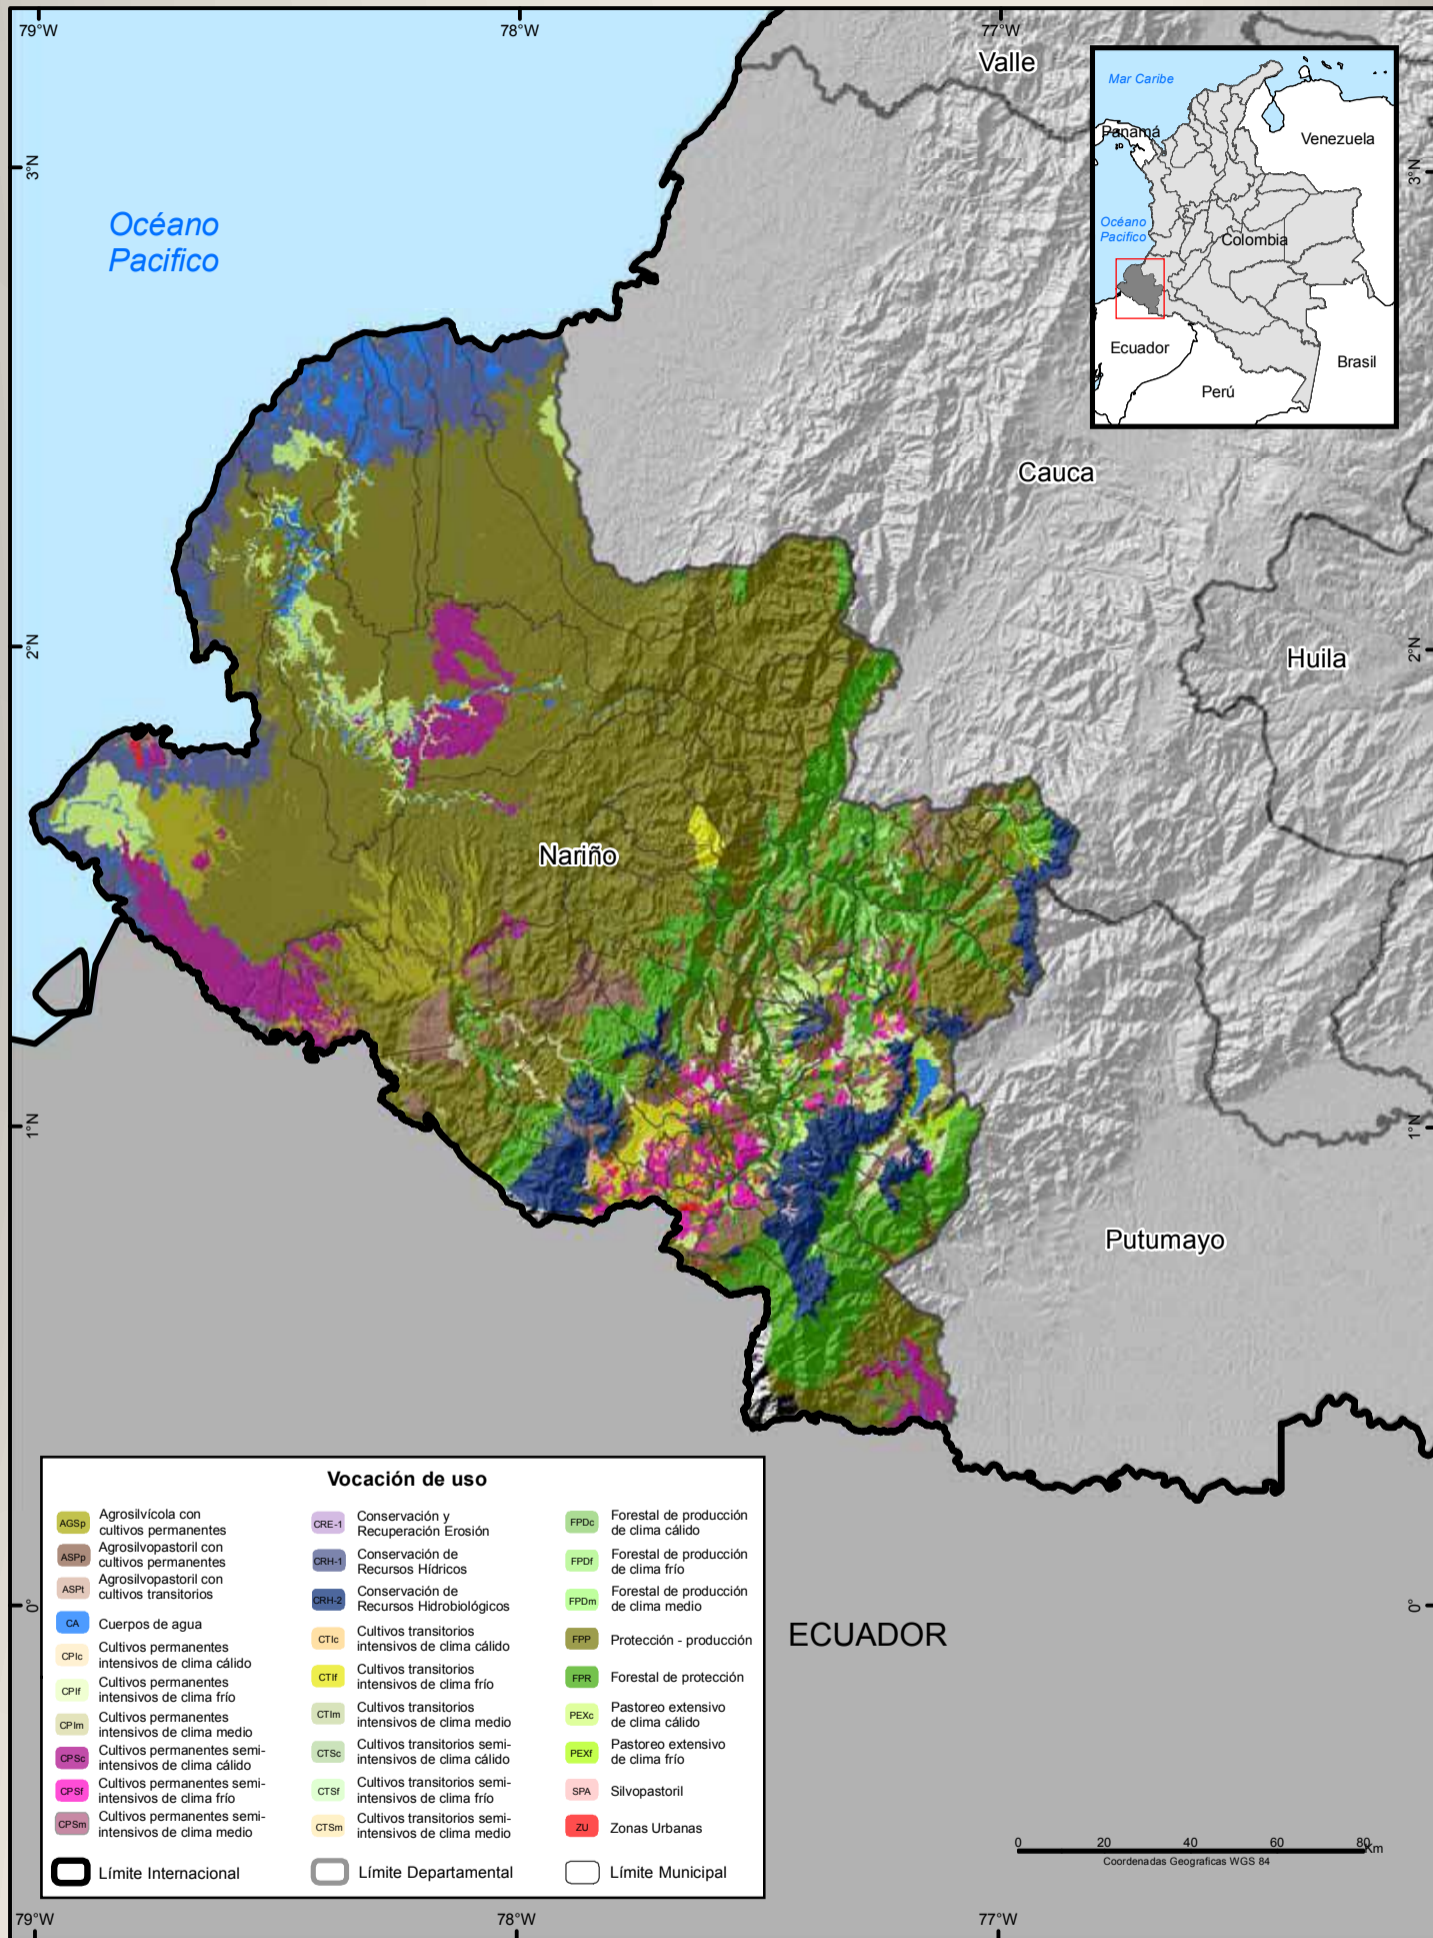 79°W
78°W
77°W
Valle
3°N
3°N
Océano
Pacifico
Mar Caribe
Panamá
Venezuela
Océano
Pacifico
Colombia
Ecuador
Brasil
Perú
Cauca
Huila
2°N
2°N
Nariño
1°N
1°N
Putumayo
0°
0°
ECUADOR
Vocación de uso
AGSp Agrosilvícola con
cultivos permanentes
ASPp Agrosilvopastoril con
cultivos permanentes
ASPt Agrosilvopastoril con
cultivos transitorios
CA Cuerpos de agua
CPIc Cultivos permanentes
intensivos de clima cálido
CPIf Cultivos permanentes
intensivos de clima frío
CPIm Cultivos permanentes
intensivos de clima medio
CPSc Cultivos permanentes semi-
intensivos de clima cálido
CPSf Cultivos permanentes semi-
intensivos de clima frío
CPSm Cultivos permanentes semi-
intensivos de clima medio
CRE-1 Conservación y
Recuperación Erosión
CRH-1 Conservación de
Recursos Hídricos
CRH-2 Conservación de
Recursos Hidrobiológicos
CTIc Cultivos transitorios
intensivos de clima cálido
CTIf Cultivos transitorios
intensivos de clima frío
CTIm Cultivos transitorios
intensivos de clima medio
CTSc Cultivos transitorios semi-
intensivos de clima cálido
CTSf Cultivos transitorios semi-
intensivos de clima frío
CTSm Cultivos transitorios semi-
intensivos de clima medio
FPDc Forestal de producción
de clima cálido
FPDf Forestal de producción
de clima frío
FPDm Forestal de producción
de clima medio
FPP Protección - producción
FPR Forestal de protección
PEXc Pastoreo extensivo
de clima cálido
PEXf Pastoreo extensivo
de clima frío
SPA Silvopastoril
ZU Zonas Urbanas
Límite Internacional
Límite Departamental
Límite Municipal
0 20 40 60 80 Km
Coordenadas Geograficas WGS 84
79°W
78°W
77°W